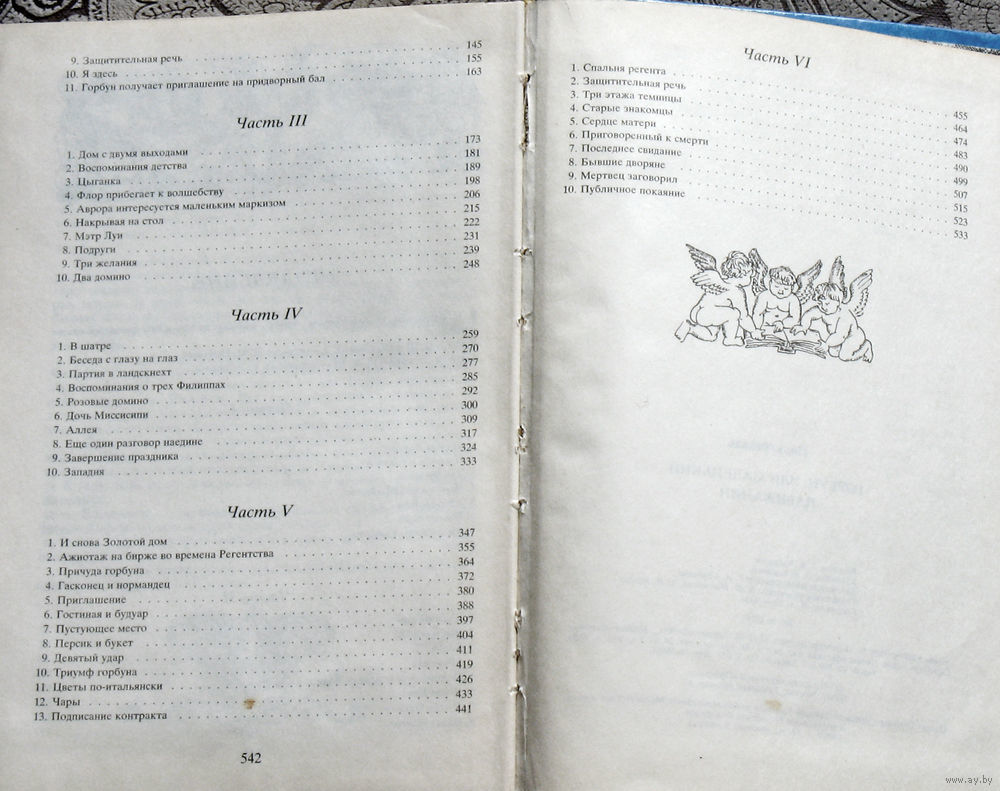 9. Защитительная речь 145
10. Я здесь 155
11. Горбун получает приглашение на придворный бал 163
Часть III
1. Дом с двумя выходами 173
2. Воспоминания детства 181
3. Цыганка 189
4. Флор прибегает к волшебству 198
5. Аврора интересуется маленьким маркизом 206
6. Накрывая на стол 215
7. Мэтр Луи 222
8. Подруги 231
9. Три желания 239
10. Два домино 248
Часть IV
1. В шатре 259
2. Беседа с глазу на глаз 270
3. Партия в ландскнехт 277
4. Воспоминания о трех Филиппах 285
5. Розовые домино 292
6. Дочь Миссисипи 300
7. Аллея 309
8. Еще один разговор наедине 317
9. Завершение праздника 324
10. Западня 333
Часть V
1. И снова Золотой дом 347
2. Ажиотаж на бирже во времена Регентства 355
3. Причуда горбуна 364
4. Гасконец и нормандец 372
5. Приглашение 380
6. Гостиная и будуар 388
7. Пустующее место 397
8. Персик и букет 404
9. Девятый удар 411
10. Триумф горбуна 419
11. Цветы по-итальянски 426
12. Чары 433
13. Подписание контракта 441
542
Часть VI
1. Спальня регента 455
2. Защитительная речь 464
3. Три этажа темницы 474
4. Старые знакомцы 483
5. Сердце матери 490
6. Приговоренный к смерти 499
7. Последнее свидание 507
8. Бывшие дворяне 515
9. Мертвец заговорил 523
10. Публичное покаяние 533
www.ay.by